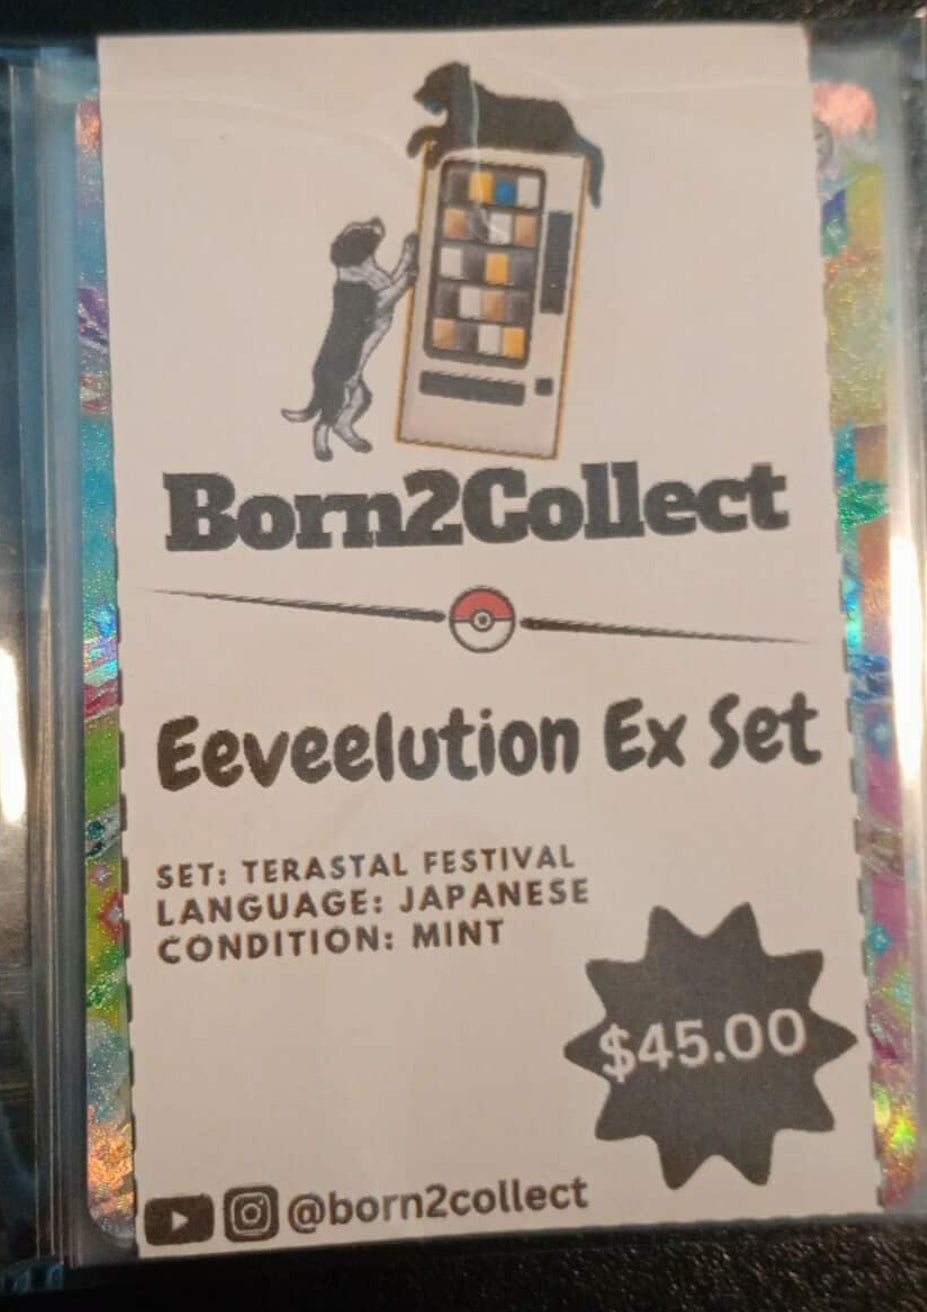 Born2Collect
Eeveelution Ex Set
SET: TERASTAL FESTIVAL
LANGUAGE: JAPANESE
CONDITION: MINT
$45.00
@born2collect